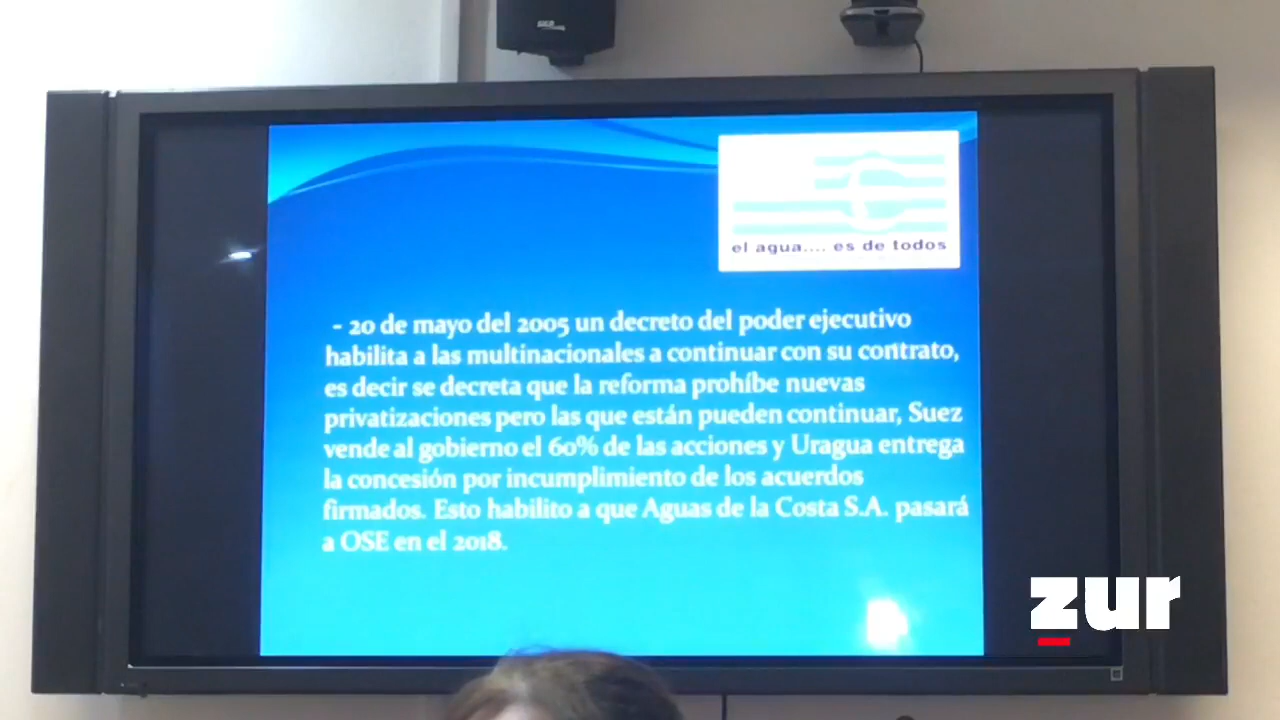 el agua.... es de todos
- 20 de mayo del 2005 un decreto del poder ejecutivo
habilita a las multinacionales a continuar con su contrato,
es decir se decreta que la reforma prohíbe nuevas
privatizaciones pero las que están pueden continuar, Suez
vende al gobierno el 60% de las acciones y Uragua entrega
la concesión por incumplimiento de los acuerdos
firmados. Esto habilito a que Aguas de la Costa S.A. pasará
a OSE en el 2018.
zur